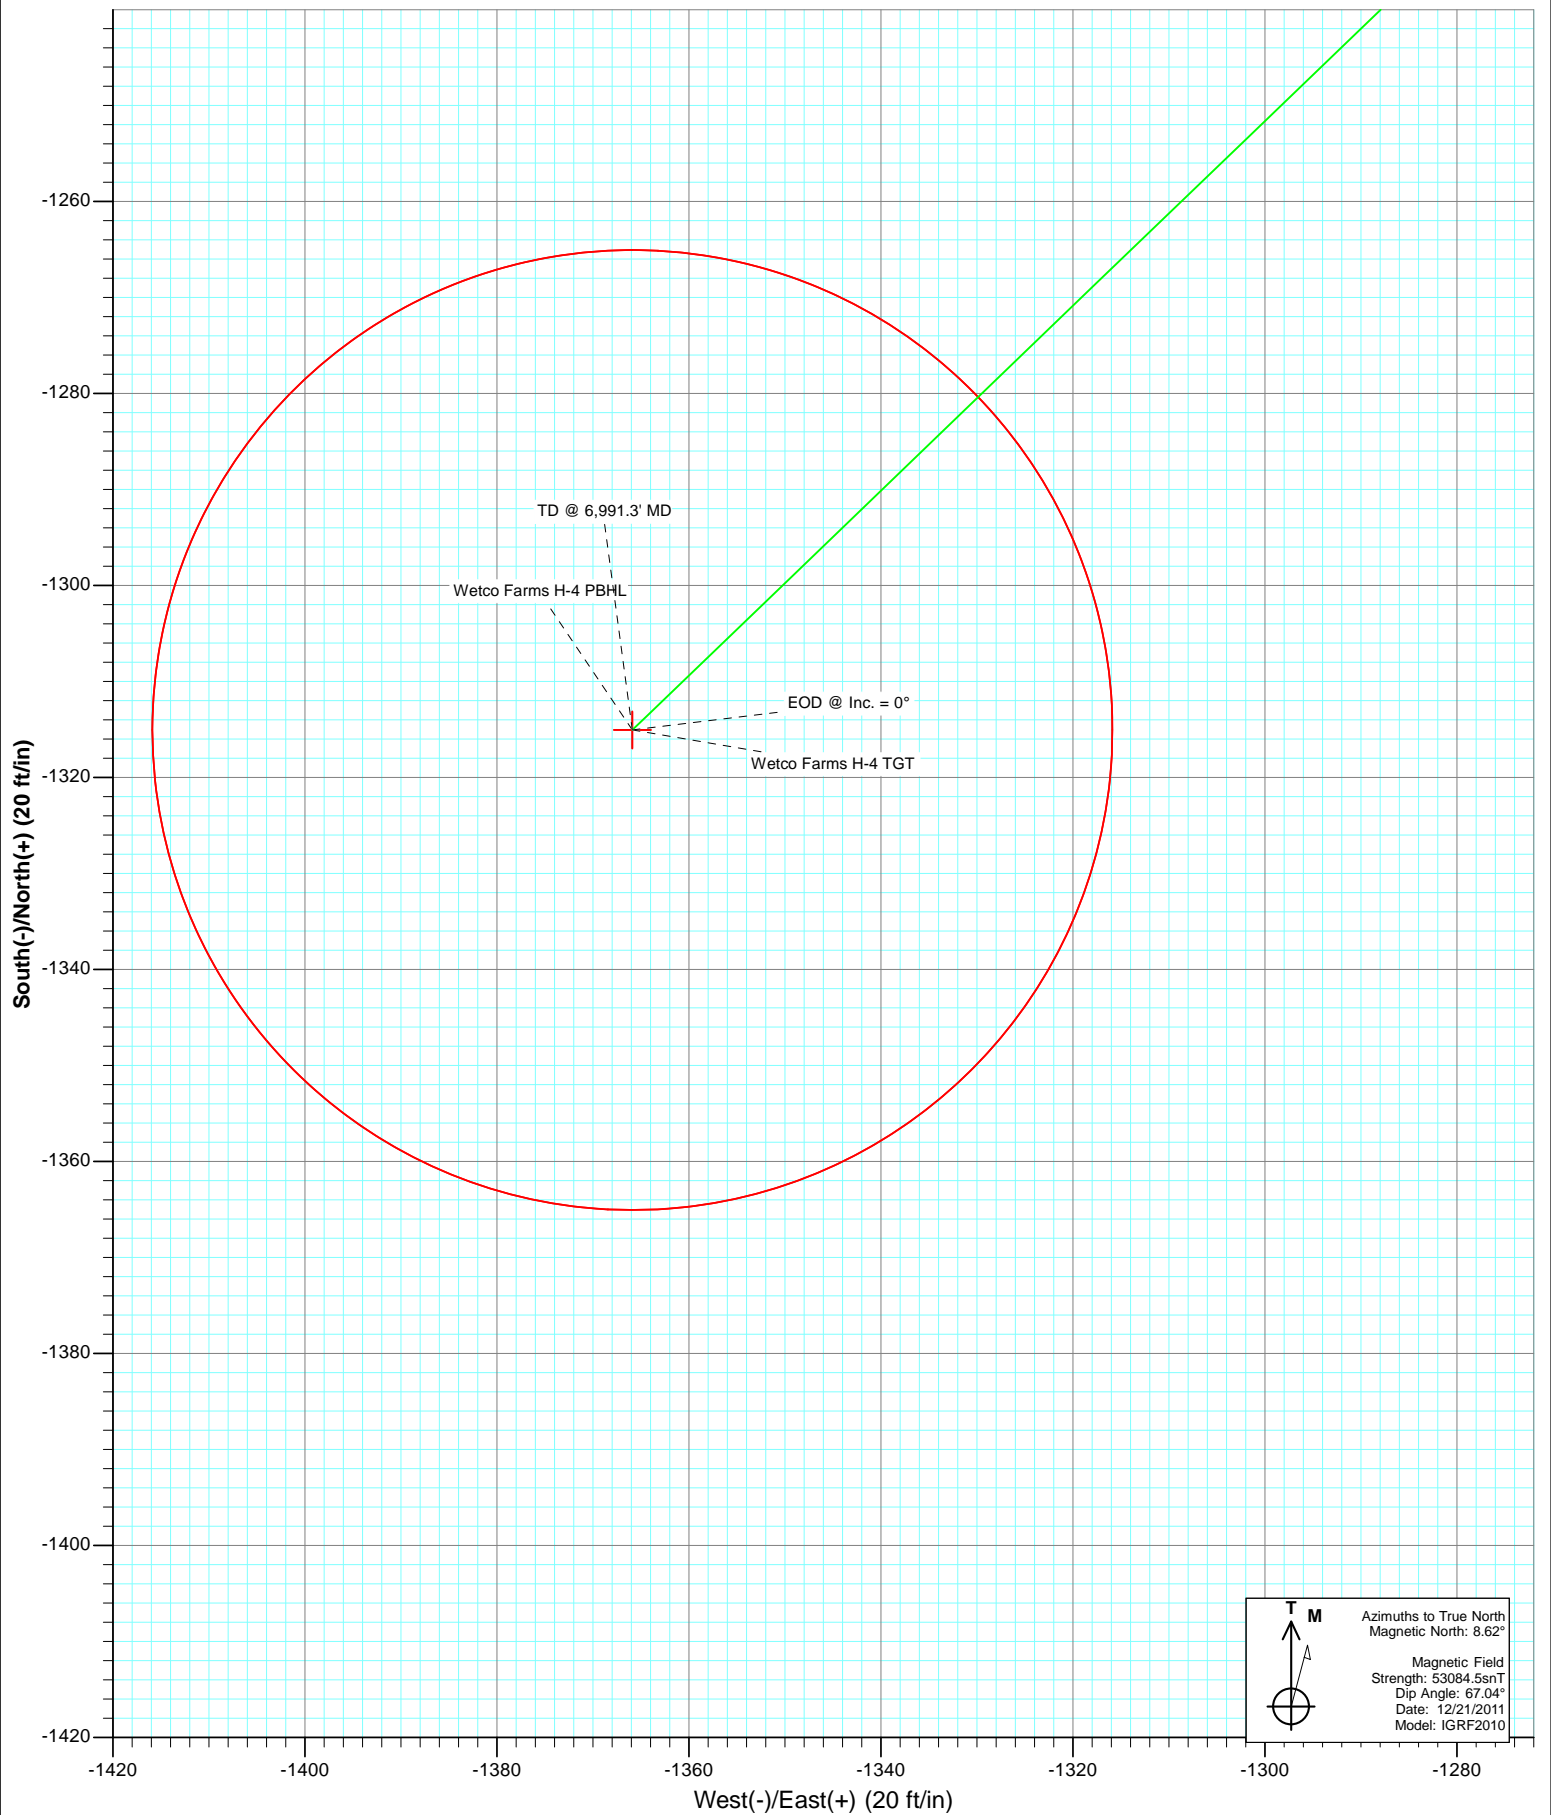 -1260
-1280
TD @ 6,991.3' MD
Wetco Farms H-4 PBHL
-1300
EOD @ Inc. = 0°
Wetco Farms H-4 TGT
-1320
South(-)/North(+) (20 ft/in)
-1340
-1360
-1380
-1400
-1420
T
M
Azimuths to True North
Magnetic North: 8.62°
Magnetic Field
Strength: 53084.5snT
Dip Angle: 67.04°
Date: 12/21/2011
Model: IGRF2010
-1420 -1400 -1380 -1360 -1340 -1320 -1300 -1280
West(-)/East(+) (20 ft/in)